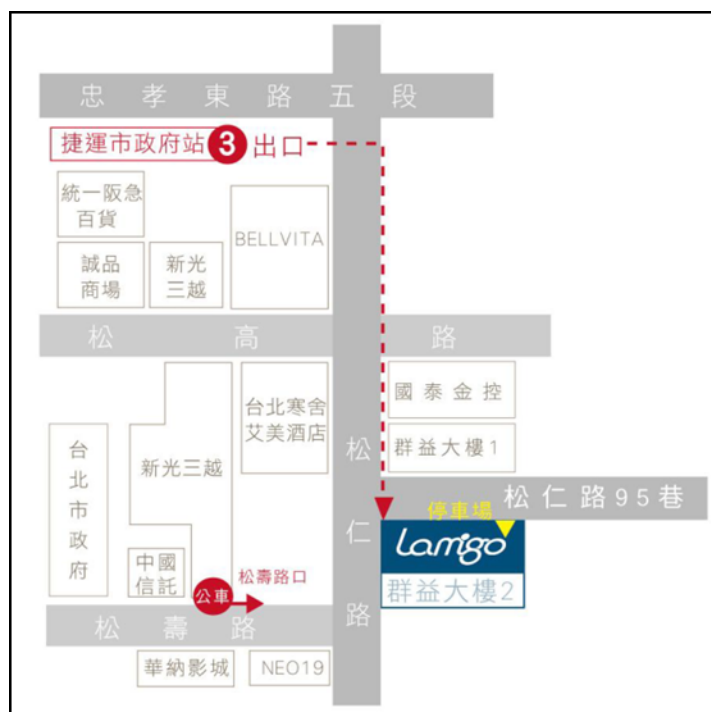 忠孝東路五段
捷運市政府站 3 出口
統一阪急
百貨
BELLVITA
誠品
商場
新光
三越
松高路
國泰金控
台北寒舍
艾美酒店
群益大樓1
新光三越
台北市政府
松仁路
松仁路95巷
停車場
Lamigo
群益大樓2
中國
信託
松壽路口
公車
松壽路
華納影城
NEO19